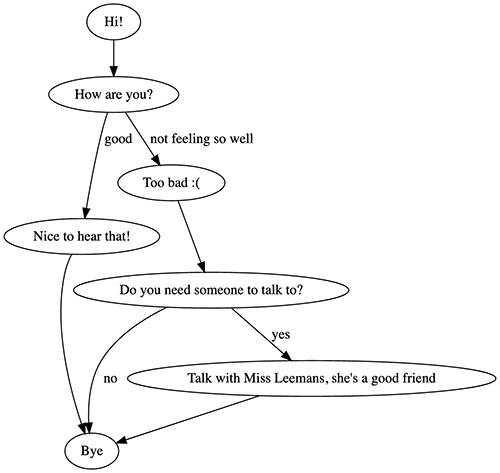 Hi!
How are you?
good
not feeling so well
Too bad :(
Nice to hear that!
Do you need someone to talk to?
yes
no
Talk with Miss Leemans, she's a good friend
Bye